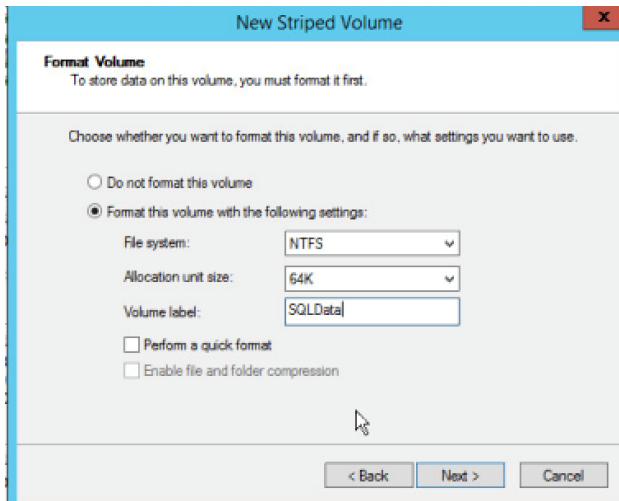 New Striped Volume
x
Format Volume
To store data on this volume, you must format it first.
Choose whether you want to format this volume, and if so, what settings you want to use.
Do not format this volume
Format this volume with the following settings:
File system: NTFS
Allocation unit size: 64K
Volume label: SQLData
Perform a quick format
Enable file and folder compression
< Back Next > Cancel